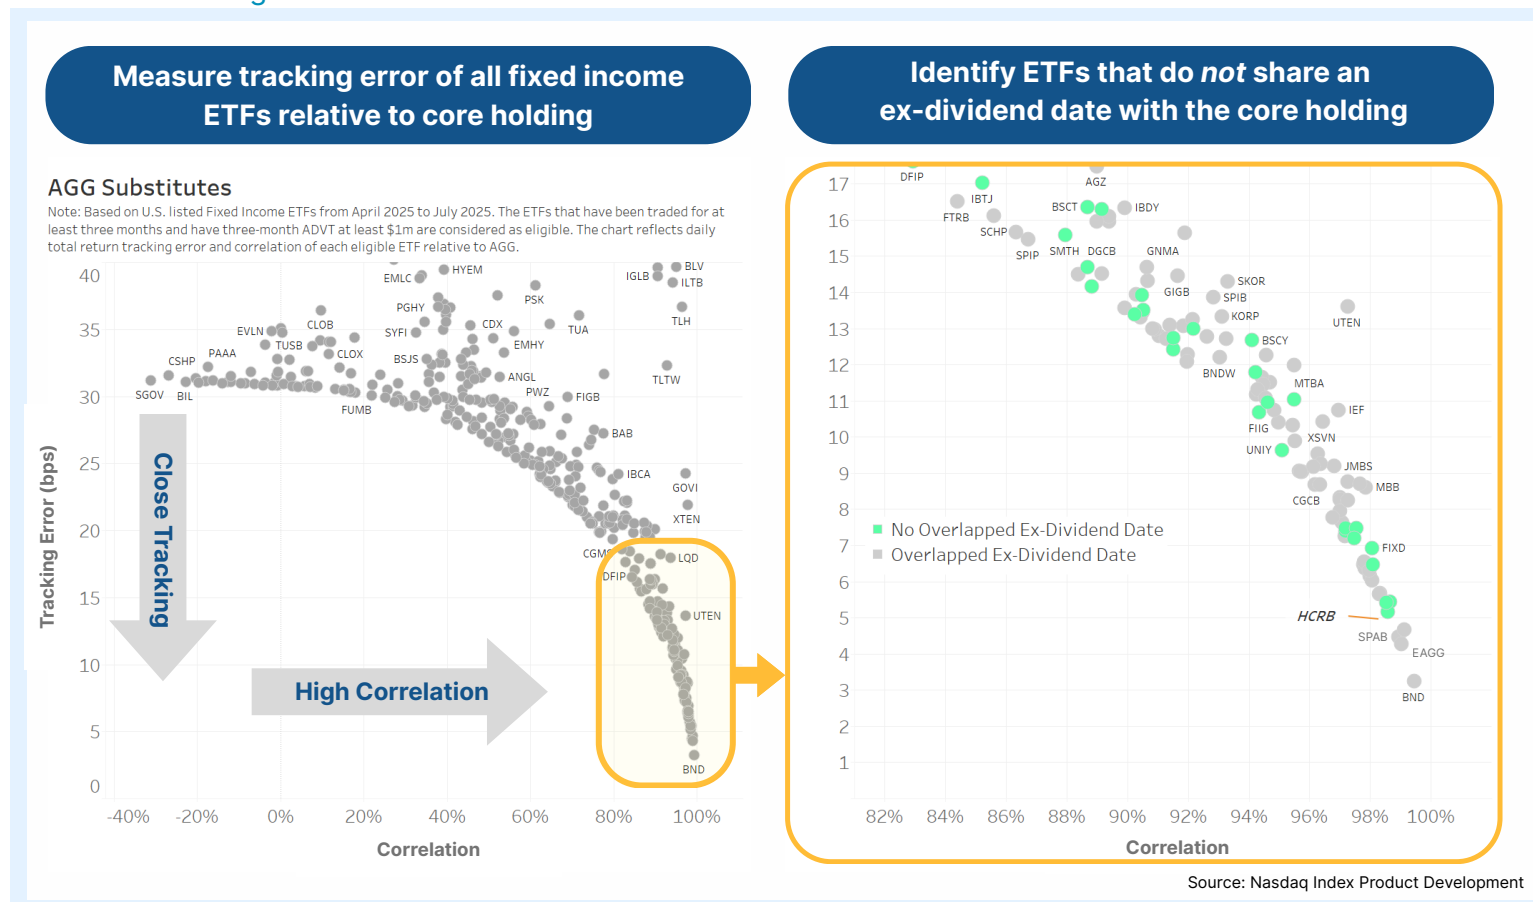 Measure tracking error of all fixed income
ETFs relative to core holding
Identify ETFs that do not share an
ex-dividend date with the core holding
AGG Substitutes
Note: Based on U.S. listed Fixed Income ETFs from April 2025 to July 2025. The ETFs that have been traded for at
least three months and have three-month ADVT at least $1m are considered as eligible. The chart reflects daily
total return tracking error and correlation of each eligible ETF relative to AGG.
Tracking Error (bps)
40
35
30
25
20
15
10
5
0
HYEM
EMLC
IGLB
BLV
ILTB
PSK
PGHY
TLH
CLOB
EVLN
SYFI
CDX
TUA
TUSB
EMHY
PAAA
CLOX
BSJS
CSHP
ANGL
TLTW
SGOV
BIL
PWZ
FIGB
FUMB
BAB
IBCA
GOVI
XTEN
CGMS
LQD
DFIP
UTEN
BND
Close Tracking
High Correlation
-40%
-20%
0%
20%
40%
60%
80%
100%
Correlation
17
16
15
14
13
12
11
10
9
8
7
6
5
4
3
2
1
DFIP
AGZ
IBTJ
BSCT
IBDY
FTRB
SCHP
SPIP
SMTH
DGCB
GNMA
GIGB
SKOR
SPIB
KORP
UTEN
BSCY
BNDW
MTBA
IEF
FIIG
XSVN
UNIY
JMBS
MBB
CGCB
No Overlapped Ex-Dividend Date
Overlapped Ex-Dividend Date
FIXD
HCRB
SPAB
EAGG
BND
82%
84%
86%
88%
90%
92%
94%
96%
98%
100%
Correlation
Source: Nasdaq Index Product Development